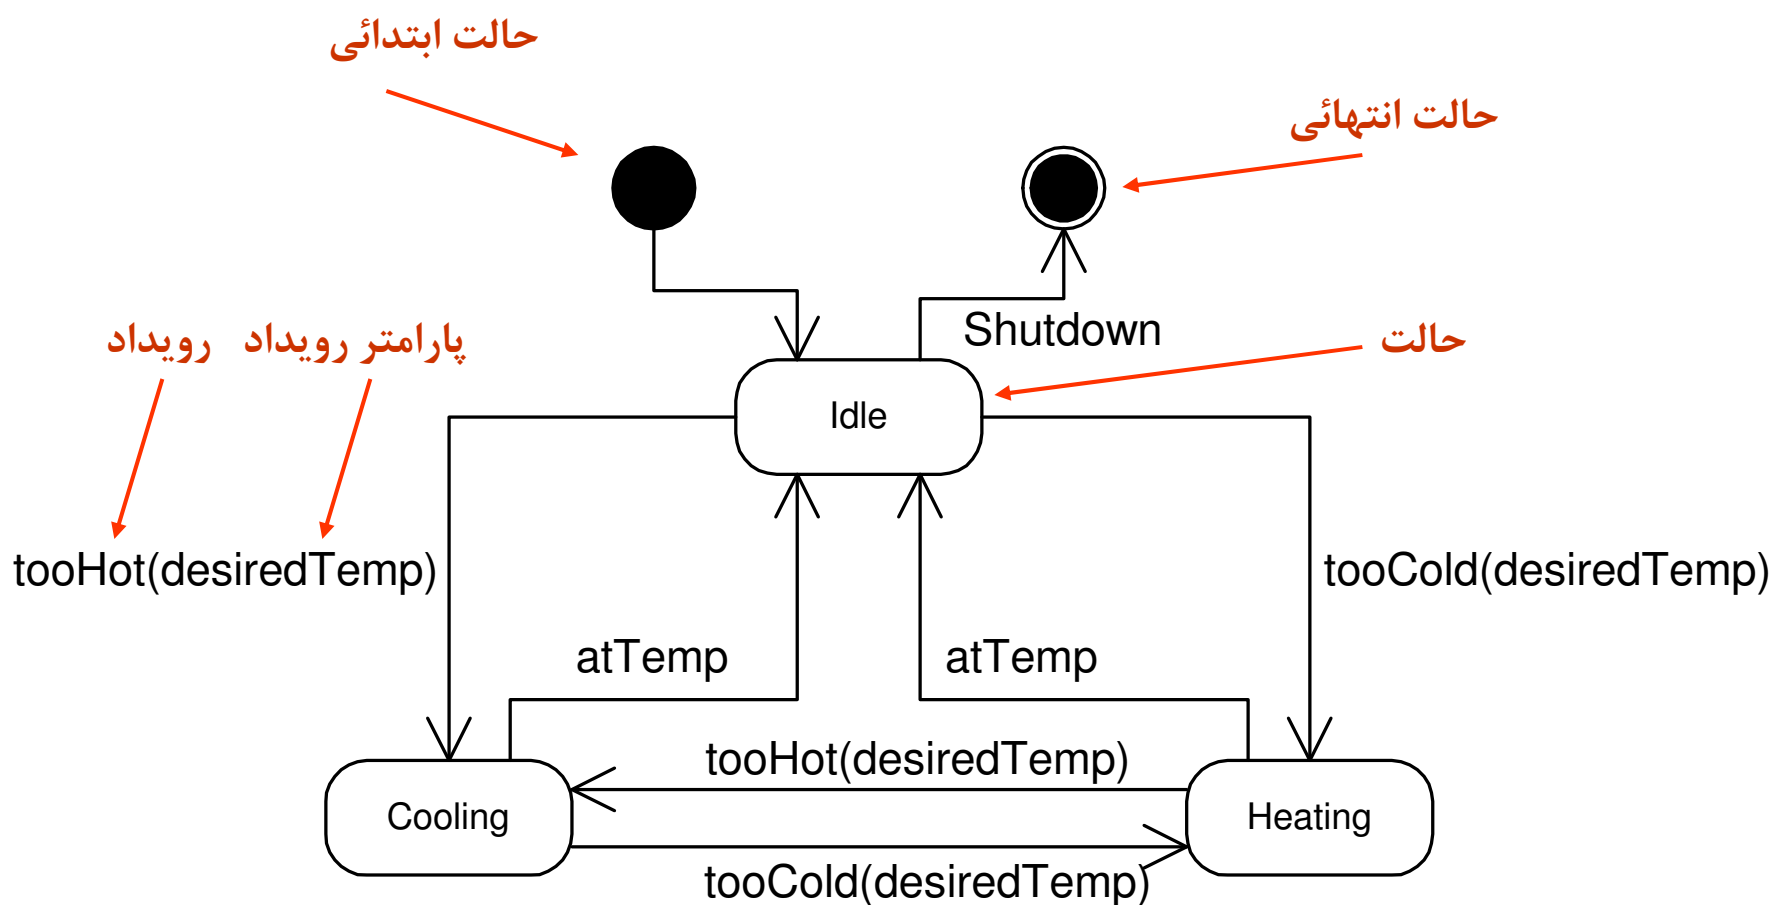 حالت ابتدائی
حالت انتهائی
Shutdown
حالت
پارامتر رویداد
رویداد
Idle
tooHot(desiredTemp)
tooCold(desiredTemp)
atTemp
atTemp
tooHot(desiredTemp)
Cooling
Heating
tooCold(desiredTemp)